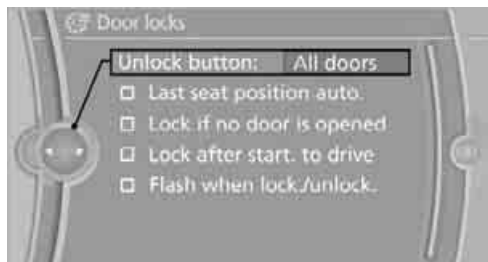 Door locks
Unlock button: All doors
Last seat position auto.
Lock if no door is opened
Lock after start. to drive
Flash when lock./unlock.